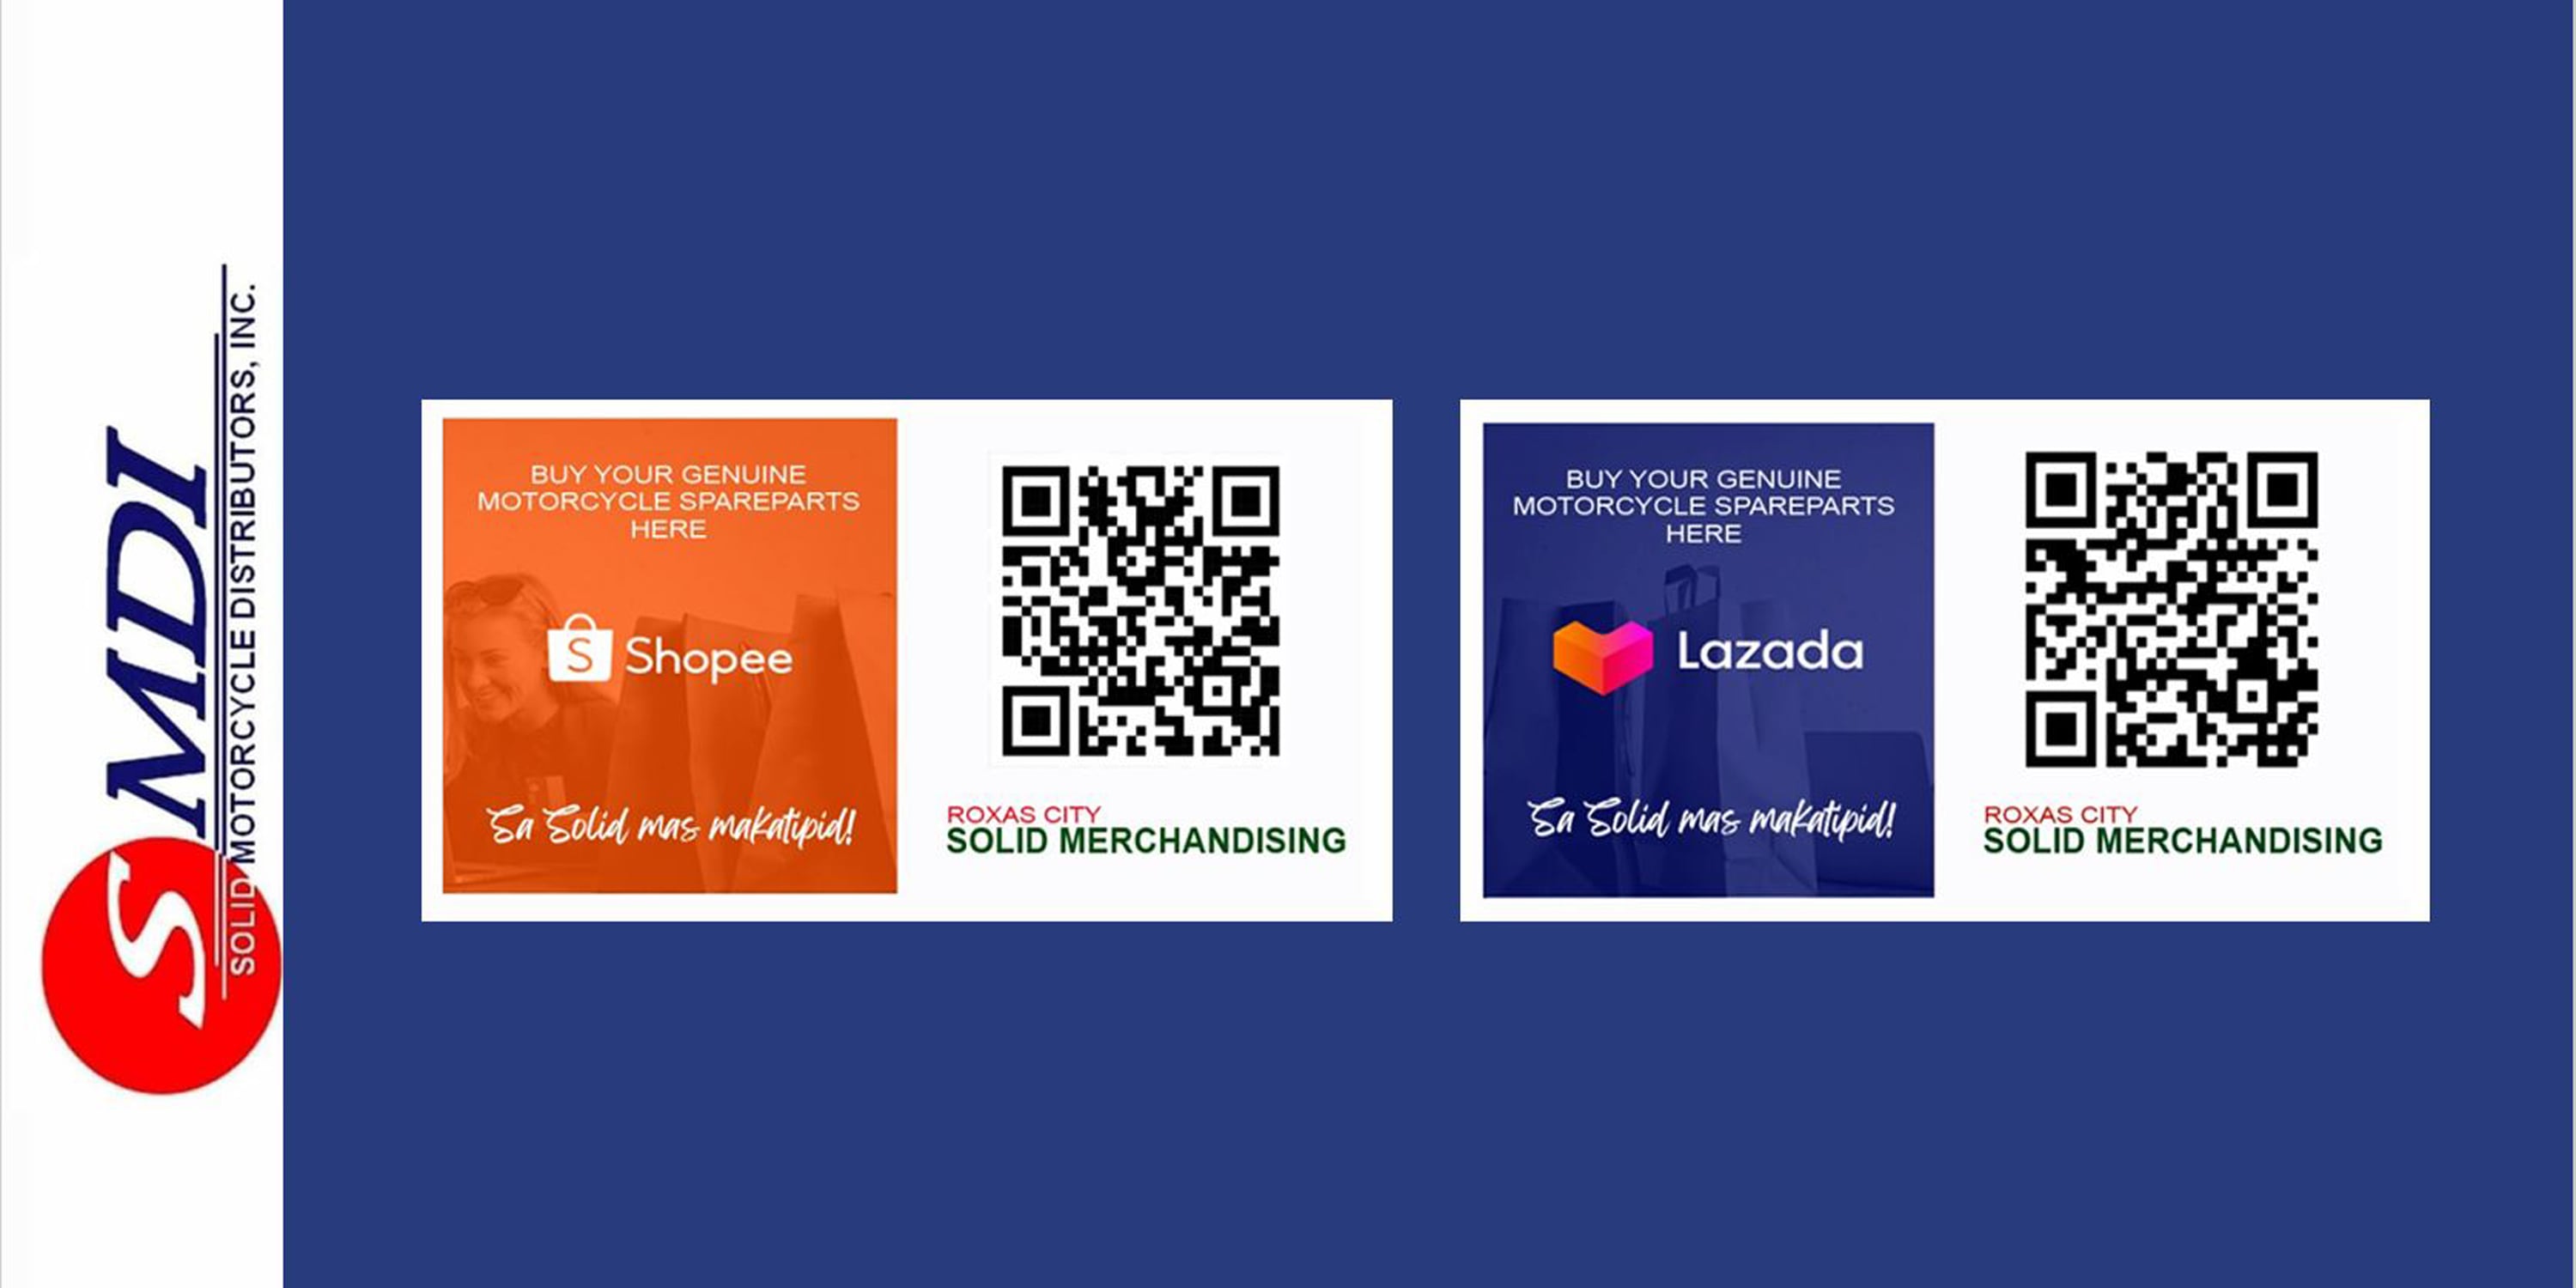 SMDI
SOLID MOTORCYCLE DISTRIBUTORS, INC.
BUY YOUR GENUINE
MOTORCYCLE SPAREPARTS
HERE
S Shopee
Sa Solid mas makatipid!
ROXAS CITY
SOLID MERCHANDISING
BUY YOUR GENUINE
MOTORCYCLE SPAREPARTS
HERE
Lazada
Sa Solid mas makatipid!
ROXAS CITY
SOLID MERCHANDISING